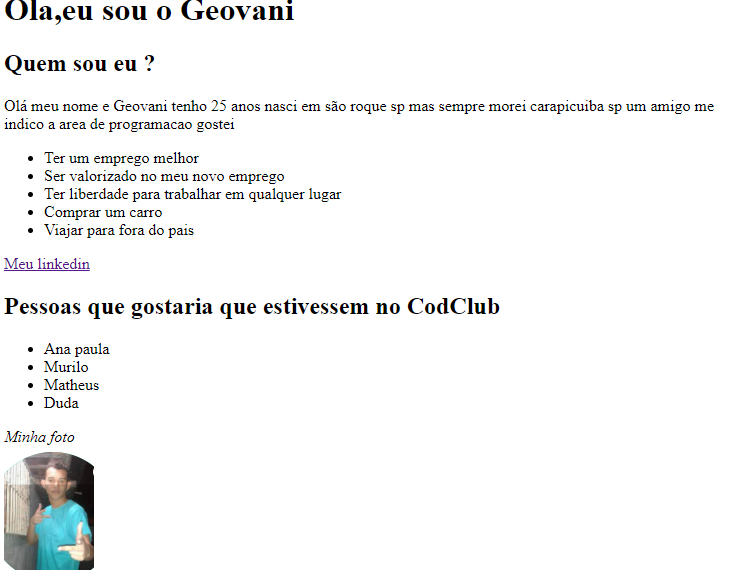 Ola,eu sou o Geovani
Quem sou eu ?
Olá meu nome e Geovani tenho 25 anos nasci em são roque sp mas sempre morei carapicuiba sp um amigo me
indico a area de programacao gostei
• Ter um emprego melhor
• Ser valorizado no meu novo emprego
• Ter liberdade para trabalhar em qualquer lugar
• Comprar um carro
• Viajar para fora do pais
Meu linkedin
Pessoas que gostaria que estivessem no CodClub
• Ana paula
• Murilo
• Matheus
• Duda
Minha foto